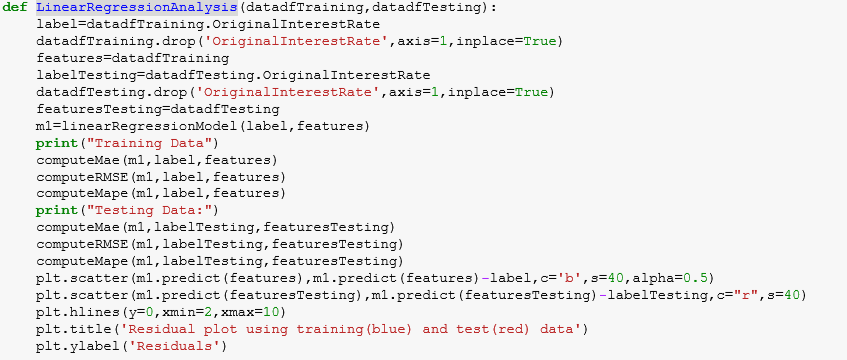 def LinearRegressionAnalysis(datadfTraining,datadfTesting):
    label=datadfTraining.OriginalInterestRate
    datadfTraining.drop('OriginalInterestRate',axis=1,inplace=True)
    features=datadfTraining
    labelTesting=datadfTesting.OriginalInterestRate
    datadfTesting.drop('OriginalInterestRate',axis=1,inplace=True)
    featuresTesting=datadfTesting
    m1=linearRegressionModel(label,features)
    print("Training Data")
    computeMae(m1,label,features)
    computeRMSE(m1,label,features)
    computeMape(m1,label,features)
    print("Testing Data:")
    computeMae(m1,labelTesting,featuresTesting)
    computeRMSE(m1,labelTesting,featuresTesting)
    computeMape(m1,labelTesting,featuresTesting)
    plt.scatter(m1.predict(features),m1.predict(features)-label,c='b',s=40,alpha=0.5)
    plt.scatter(m1.predict(featuresTesting),m1.predict(featuresTesting)-labelTesting,c="r",s=40)
    plt.hlines(y=0,xmin=2,xmax=10)
    plt.title('Residual plot using training(blue) and test(red) data')
    plt.ylabel('Residuals')